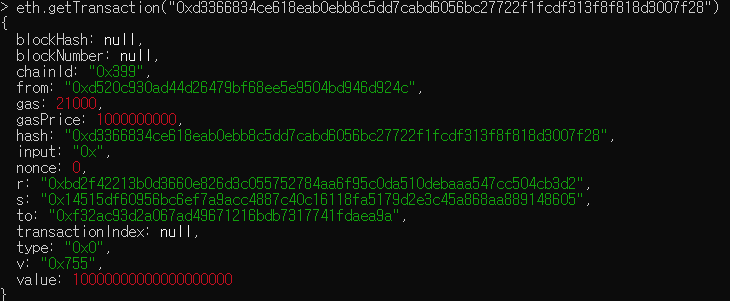 > eth.getTransaction("0xd3366834ce618eab0ebb8c5dd7cabd6056bc27722f1fcdf313f8f818d3007f28")
{
  blockHash: null,
  blockNumber: null,
  chainId: "0x399",
  from: "0xd520c930ad44d26479bf68ee5e9504bd946d924c",
  gas: 21000,
  gasPrice: 1000000000,
  hash: "0xd3366834ce618eab0ebb8c5dd7cabd6056bc27722f1fcdf313f8f818d3007f28",
  input: "0x",
  nonce: 0,
  r: "0xbd2f42213b0d3660e826d3c055752784aa6f95c0da510debaaa547cc504cb3d2",
  s: "0x14515df60956bc6ef7a9acc4887c40c16118fa5179d2e3c45a868aa889148605",
  to: "0xf32ac93d2a067ad49671216bdb7317741fdaea9a",
  transactionIndex: null,
  type: "0x0",
  v: "0x755",
  value: 10000000000000000000
}